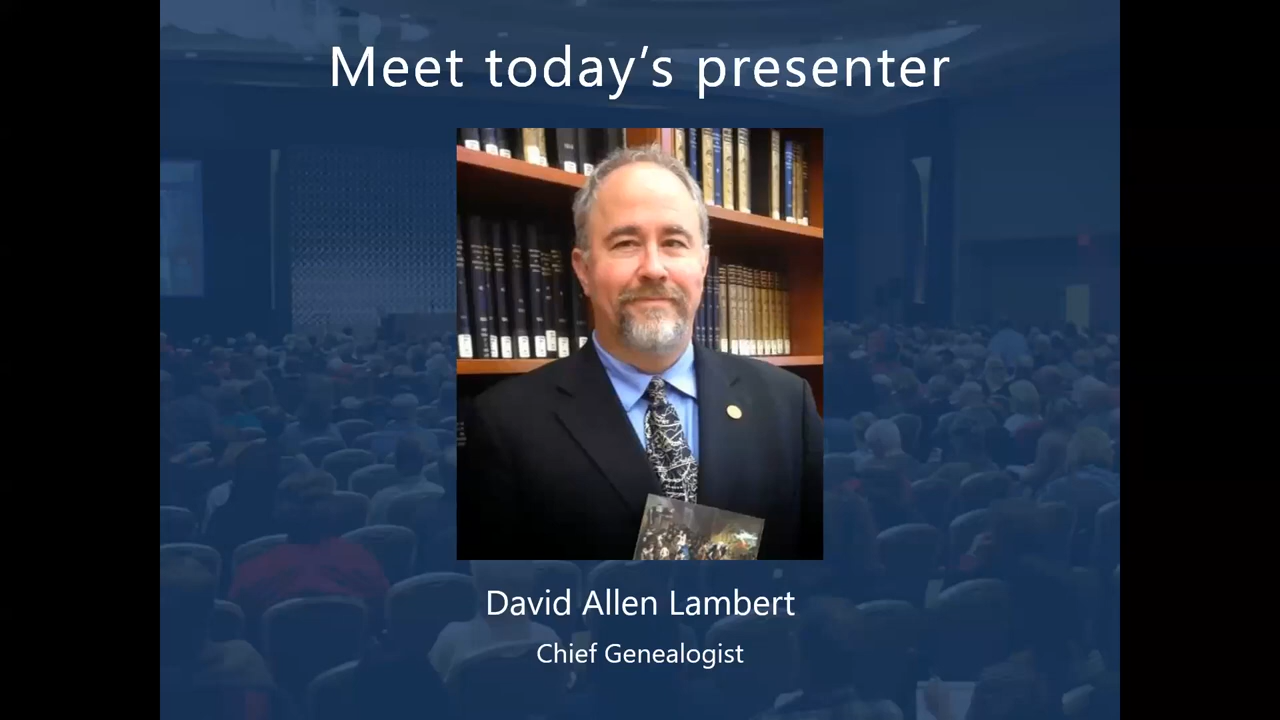 Meet today’s presenter
David Allen Lambert
Chief Genealogist